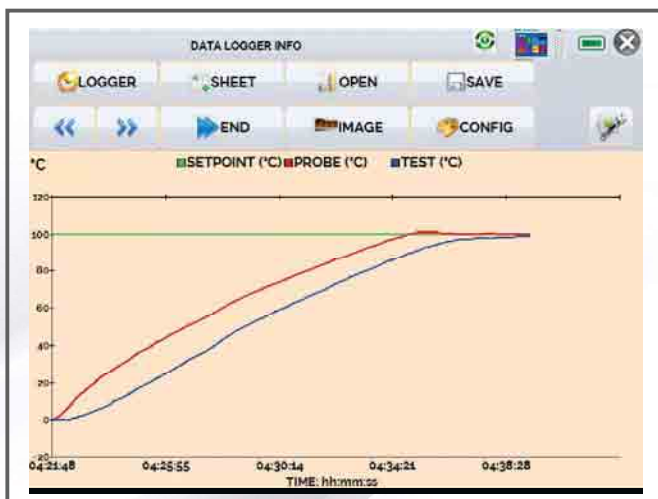 DATA LOGGER INFO
LOGGER SHEET OPEN SAVE
END IMAGE CONFIG
°C SETPOINT (°C) PROBE (°C) TEST (°C)
120
100
80
60
40
20
0
-20
04:21:48 04:25:55 04:30:14 04:34:21 04:38:28
TIME: hh:mm:ss